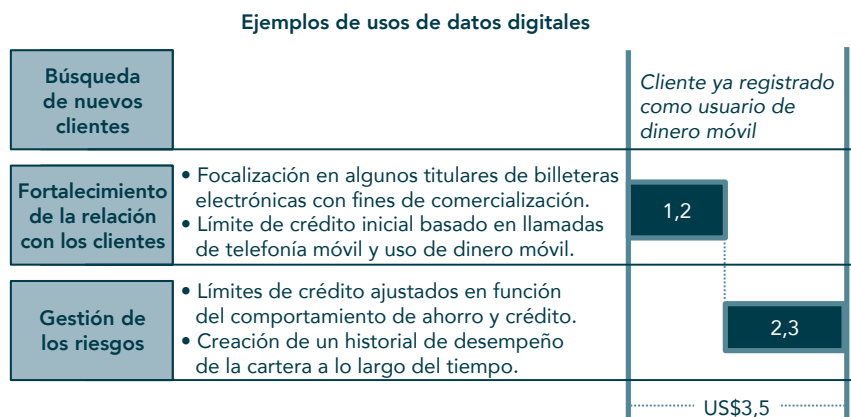 Ejemplos de usos de datos digitales
Búsqueda
de nuevos
clientes
Cliente ya registrado
como usuario de
dinero móvil
Fortalecimiento
de la relación
con los clientes
• Focalización en algunos titulares de billeteras
electrónicas con fines de comercialización.
• Límite de crédito inicial basado en llamadas
de telefonía móvil y uso de dinero móvil.
1,2
Gestión de
los riesgos
• Límites de crédito ajustados en función
del comportamiento de ahorro y crédito.
• Creación de un historial de desempeño
de la cartera a lo largo del tiempo.
2,3
US$3,5